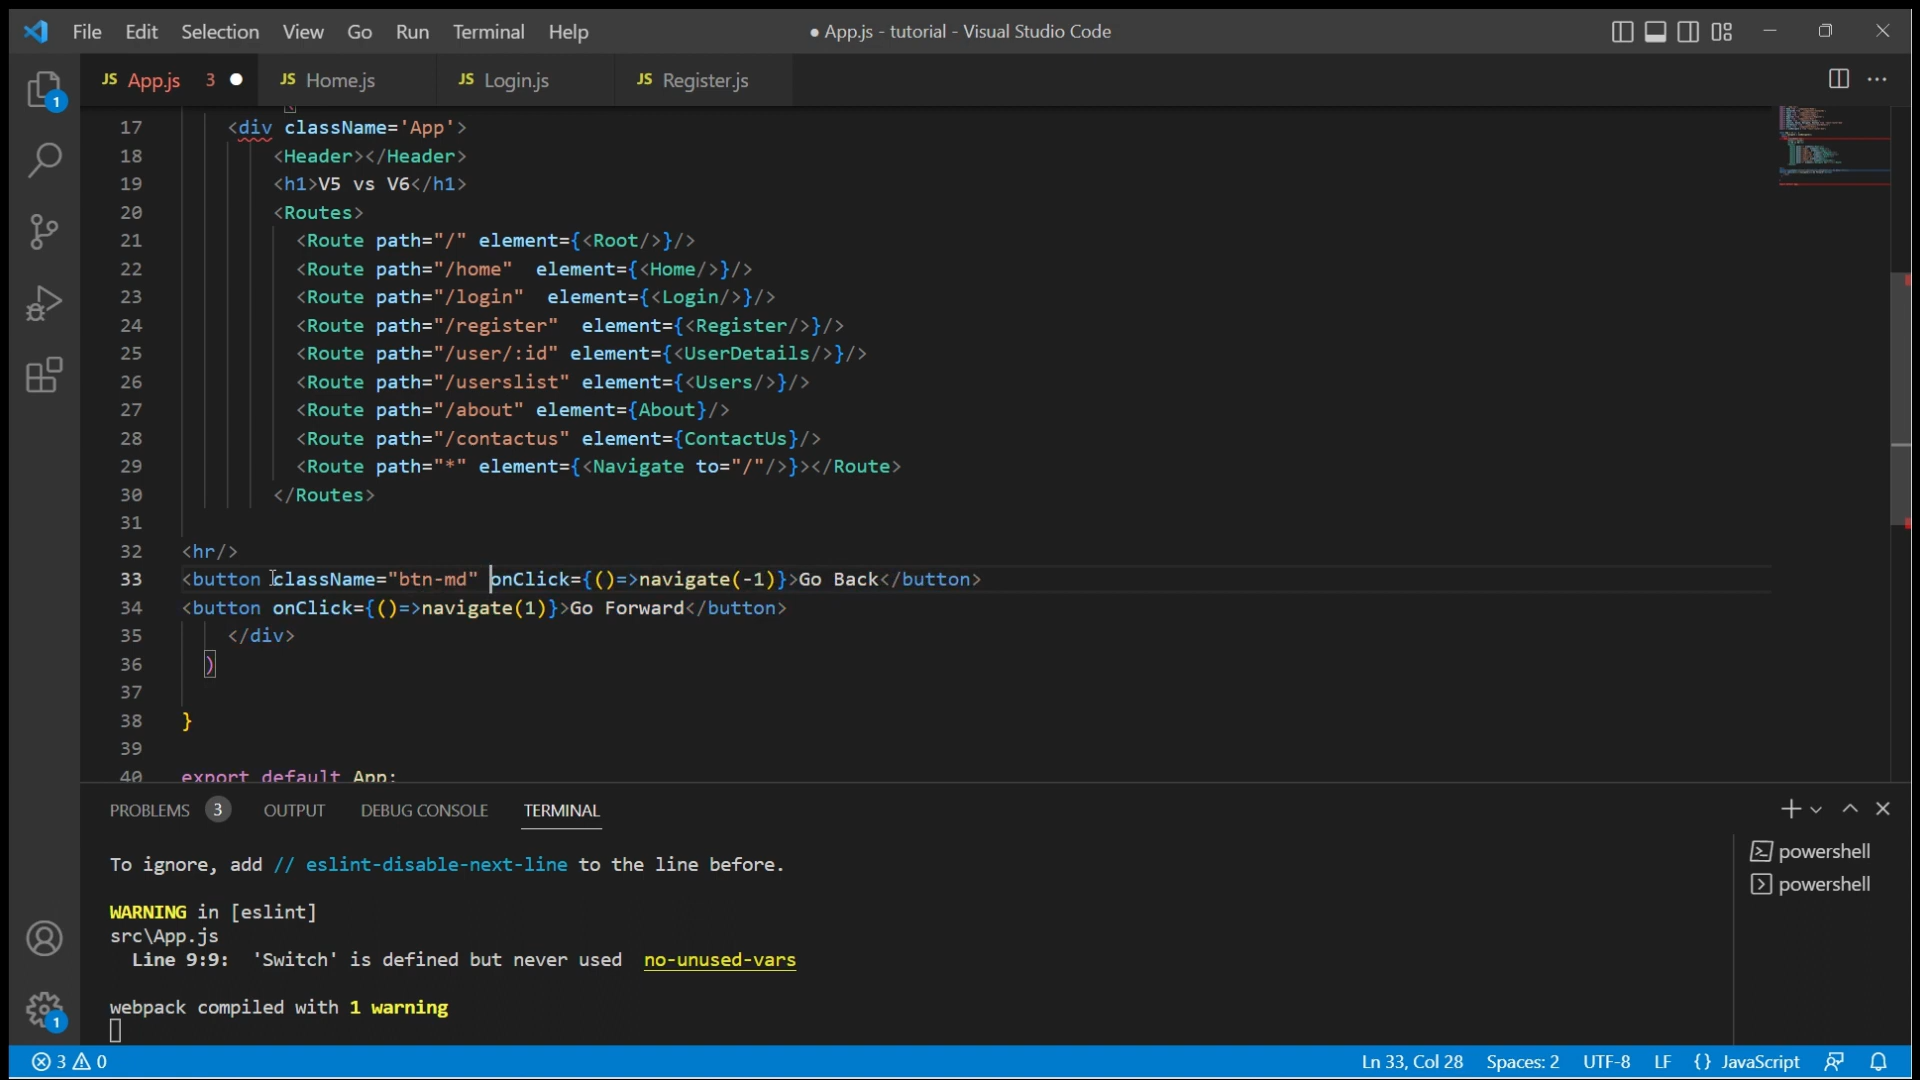 File Edit Selection View Go Run Terminal Help ● App.js - tutorial - Visual Studio Code
JS App.js 3 ● JS Home.js JS Login.js JS Register.js
1
17 <div className='App'>
18 <Header></Header>
19 <h1>V5 vs V6</h1>
20 <Routes>
21 <Route path="/" element={<Root/>}/>
22 <Route path="/home"  element={<Home/>}/>
23 <Route path="/login"  element={<Login/>}/>
24 <Route path="/register"  element={<Register/>}/>
25 <Route path="/user/:id" element={<UserDetails/>}/>
26 <Route path="/userslist" element={<Users/>}/>
27 <Route path="/about" element={About}/>
28 <Route path="/contactus" element={ContactUs}/>
29 <Route path="*" element={<Navigate to="/"/>}></Route>
30 </Routes>
31
32 <hr/>
33 <button className="btn-md" onClick={()=>navigate(-1)}>Go Back</button>
34 <button onClick={()=>navigate(1)}>Go Forward</button>
35 </div>
36 )
37
38 }
39
40 export default App;
PROBLEMS 3 OUTPUT DEBUG CONSOLE TERMINAL
To ignore, add // eslint-disable-next-line to the line before.
WARNING in [eslint]
src\App.js
Line 9:9:  'Switch' is defined but never used  no-unused-vars
webpack compiled with 1 warning
powershell
powershell
1
3 0 Ln 33, Col 28 Spaces: 2 UTF-8 LF {} JavaScript